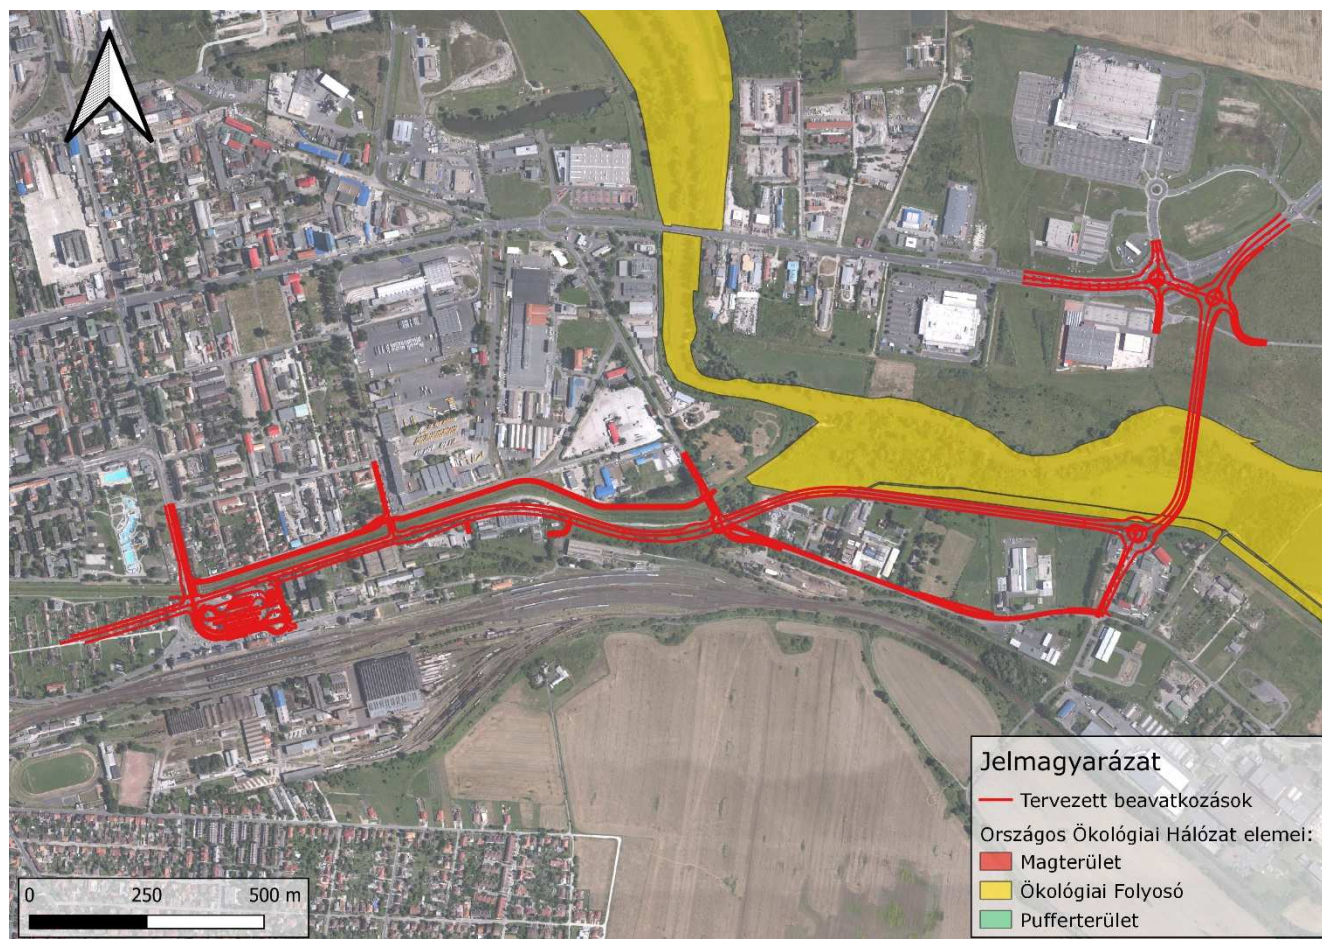 Jelmagyarázat
Tervezett beavatkozások
Országos Ökológiai Hálózat elemei:
Magterület
Ökológiai Folyosó
Pufferterület
0 250 500 m